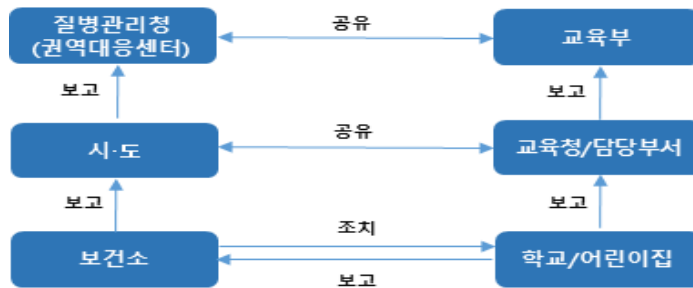 질병관리청
(권역대응센터)
공유
교육부
보고
보고
시·도
공유
교육청/담당부서
보고
보고
보건소
조치
보고
학교/어린이집